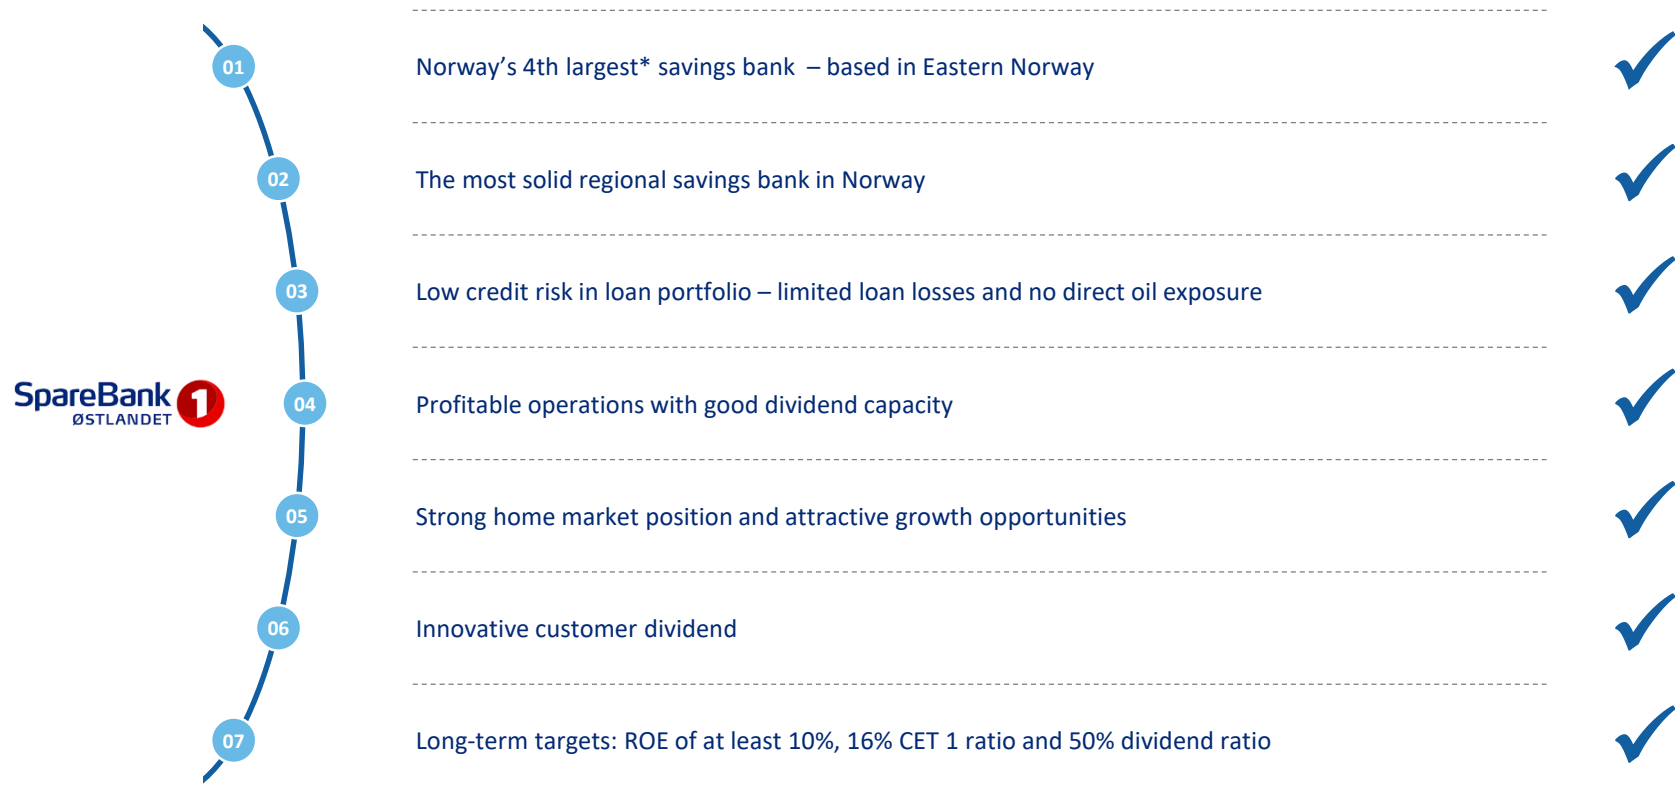 01
Norway's 4th largest* savings bank – based in Eastern Norway
02
The most solid regional savings bank in Norway
03
Low credit risk in loan portfolio – limited loan losses and no direct oil exposure
SpareBank 1
ØSTLANDET
04
Profitable operations with good dividend capacity
05
Strong home market position and attractive growth opportunities
06
Innovative customer dividend
07
Long-term targets: ROE of at least 10%, 16% CET 1 ratio and 50% dividend ratio